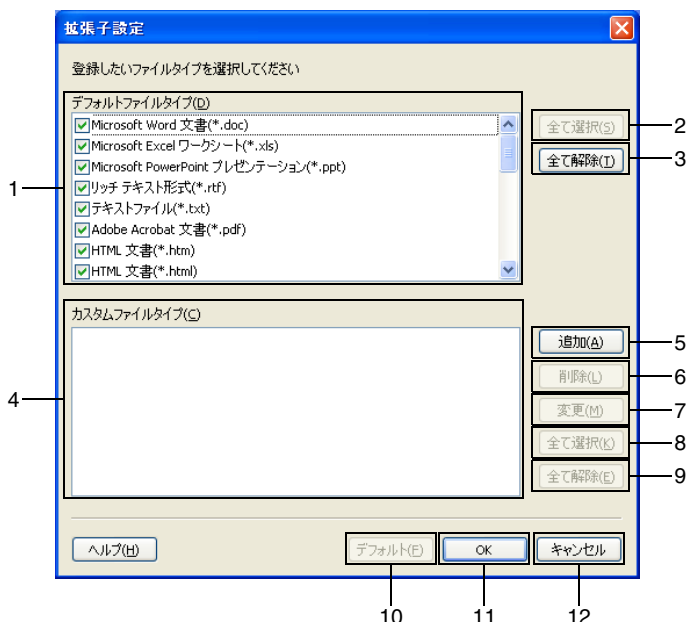 拡張子設定
登録したいファイルタイプを選択してください
デフォルトファイルタイプ(D)
Microsoft Word 文書(*.doc)
Microsoft Excel ワークシート(*.xls)
Microsoft PowerPoint プレゼンテーション(*.ppt)
リッチ テキスト形式(*.rtf)
テキストファイル(*.txt)
Adobe Acrobat 文書(*.pdf)
HTML 文書(*.htm)
HTML 文書(*.html)
全て選択(S)
全て解除(T)
1
2
3
カスタムファイルタイプ(C)
追加(A)
削除(L)
変更(M)
全て選択(K)
全て解除(E)
4
5
6
7
8
9
ヘルプ(H)
デフォルト(F)
OK
キャンセル
10
11
12